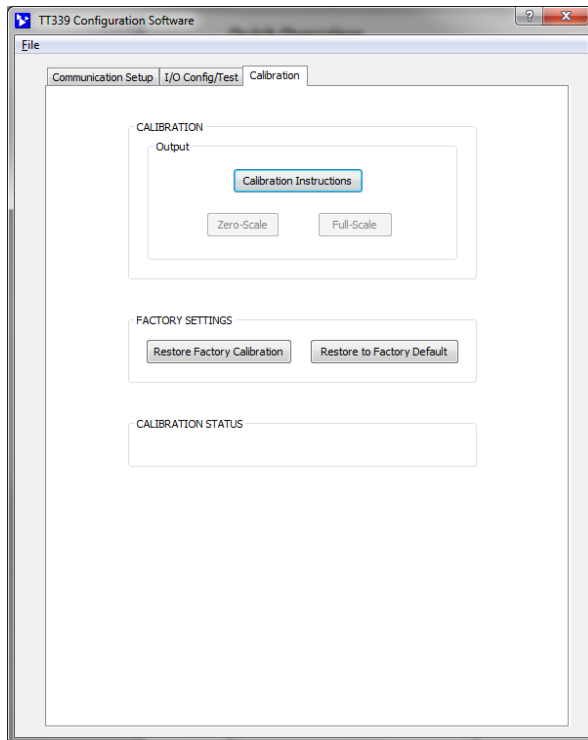 TT339 Configuration Software
File
Communication Setup I/O Config/Test Calibration
CALIBRATION
Output
Calibration Instructions
Zero-Scale Full-Scale
FACTORY SETTINGS
Restore Factory Calibration Restore to Factory Default
CALIBRATION STATUS